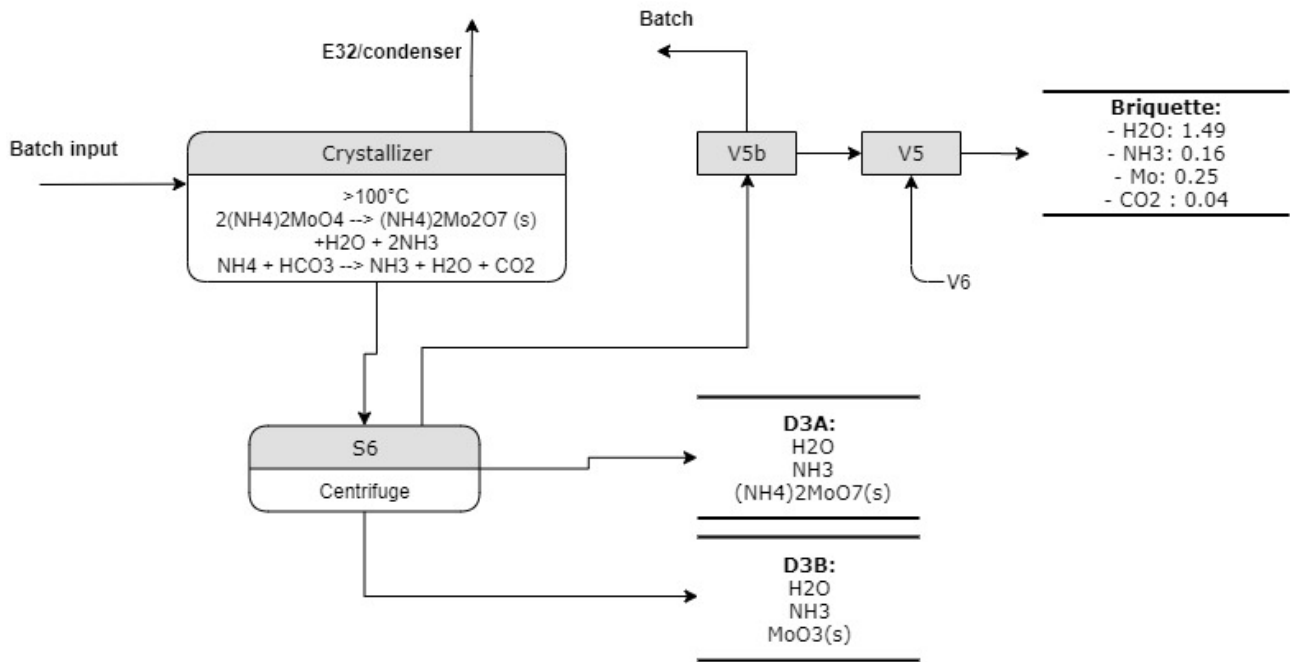 Batch
E32/condenser
Batch input
Crystallizer
>100°C
2(NH4)2MoO4 --> (NH4)2Mo2O7 (s)
+H2O + 2NH3
NH4 + HCO3 --> NH3 + H2O + CO2
V5b
V5
Briquette:
- H2O: 1.49
- NH3: 0.16
- Mo: 0.25
- CO2 : 0.04
V6
S6
Centrifuge
D3A:
H2O
NH3
(NH4)2MoO7(s)
D3B:
H2O
NH3
MoO3(s)